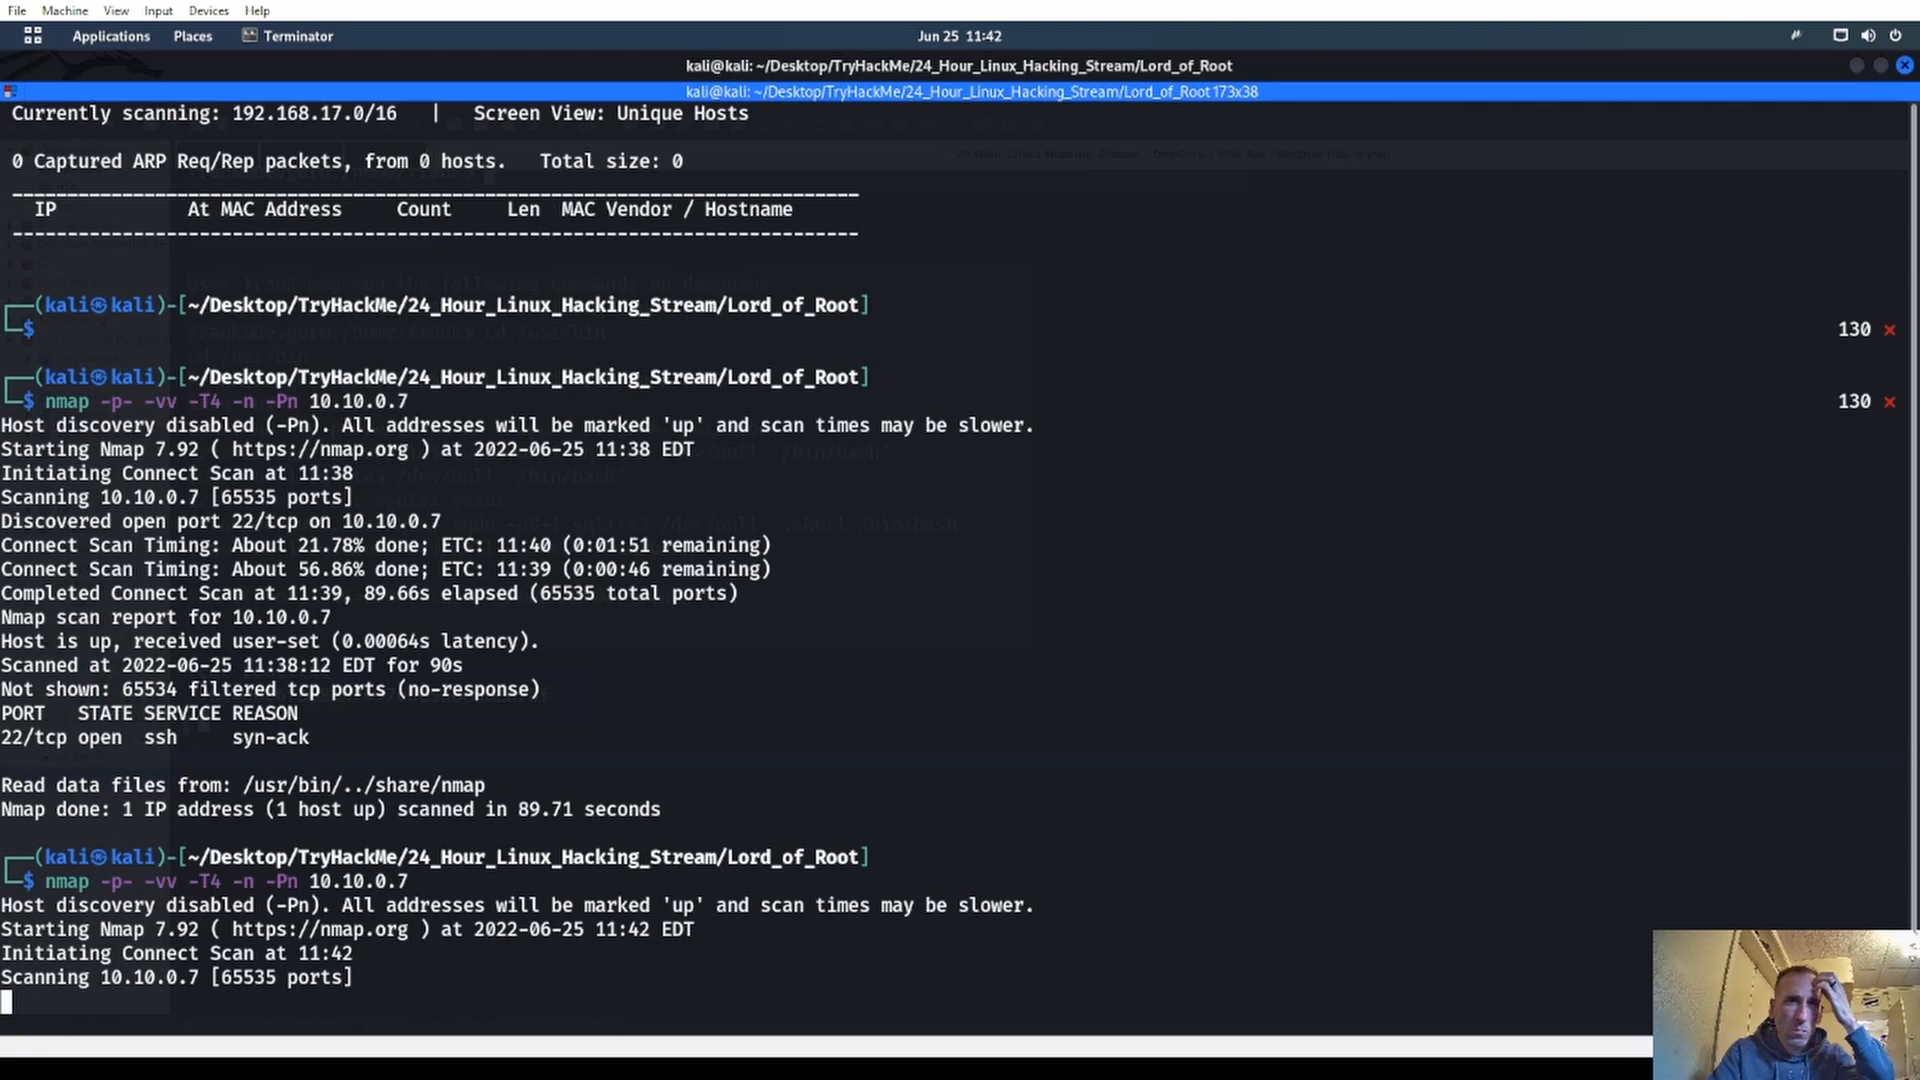 File Machine View Input Devices Help
Applications Places Terminator Jun 25 11:42
kali@kali: ~/Desktop/TryHackMe/24_Hour_Linux_Hacking_Stream/Lord_of_Root
kali@kali: ~/Desktop/TryHackMe/24_Hour_Linux_Hacking_Stream/Lord_of_Root 173x38
Currently scanning: 192.168.17.0/16 | Screen View: Unique Hosts
0 Captured ARP Req/Rep packets, from 0 hosts. Total size: 0
_____________________________________________________________________________
IP At MAC Address Count Len MAC Vendor / Hostname
-----------------------------------------------------------------------------
┌──(kali㉿kali)-[~/Desktop/TryHackMe/24_Hour_Linux_Hacking_Stream/Lord_of_Root]
└─$ 130 ⨯
┌──(kali㉿kali)-[~/Desktop/TryHackMe/24_Hour_Linux_Hacking_Stream/Lord_of_Root]
└─$ nmap -p- -vv -T4 -n -Pn 10.10.0.7 130 ⨯
Host discovery disabled (-Pn). All addresses will be marked 'up' and scan times may be slower.
Starting Nmap 7.92 ( https://nmap.org ) at 2022-06-25 11:38 EDT
Initiating Connect Scan at 11:38
Scanning 10.10.0.7 [65535 ports]
Discovered open port 22/tcp on 10.10.0.7
Connect Scan Timing: About 21.78% done; ETC: 11:40 (0:01:51 remaining)
Connect Scan Timing: About 56.86% done; ETC: 11:39 (0:00:46 remaining)
Completed Connect Scan at 11:39, 89.66s elapsed (65535 total ports)
Nmap scan report for 10.10.0.7
Host is up, received user-set (0.00064s latency).
Scanned at 2022-06-25 11:38:12 EDT for 90s
Not shown: 65534 filtered tcp ports (no-response)
PORT STATE SERVICE REASON
22/tcp open ssh syn-ack
Read data files from: /usr/bin/../share/nmap
Nmap done: 1 IP address (1 host up) scanned in 89.71 seconds
┌──(kali㉿kali)-[~/Desktop/TryHackMe/24_Hour_Linux_Hacking_Stream/Lord_of_Root]
└─$ nmap -p- -vv -T4 -n -Pn 10.10.0.7
Host discovery disabled (-Pn). All addresses will be marked 'up' and scan times may be slower.
Starting Nmap 7.92 ( https://nmap.org ) at 2022-06-25 11:42 EDT
Initiating Connect Scan at 11:42
Scanning 10.10.0.7 [65535 ports]